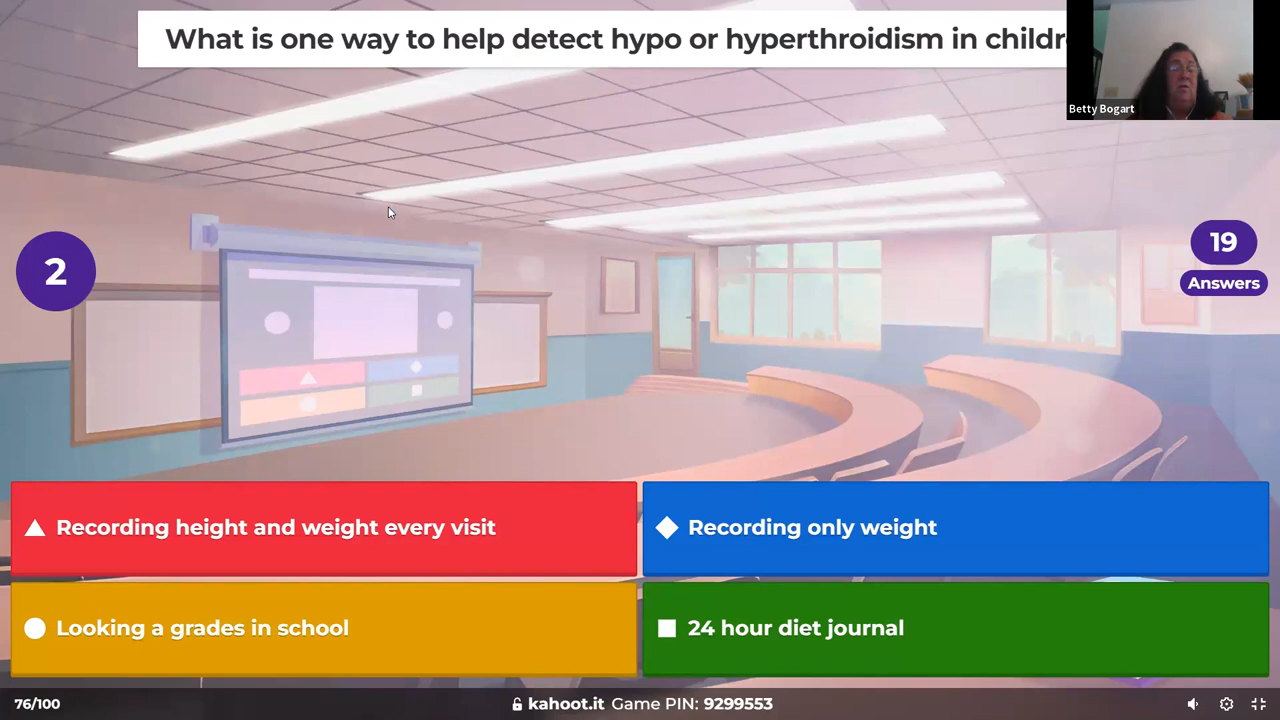 What is one way to help detect hypo or hyperthroidism in
Betty Bogart
2
19
Answers
Recording height and weight every visit
Recording only weight
Looking a grades in school
24 hour diet journal
76/100
kahoot.it Game PIN: 9299553